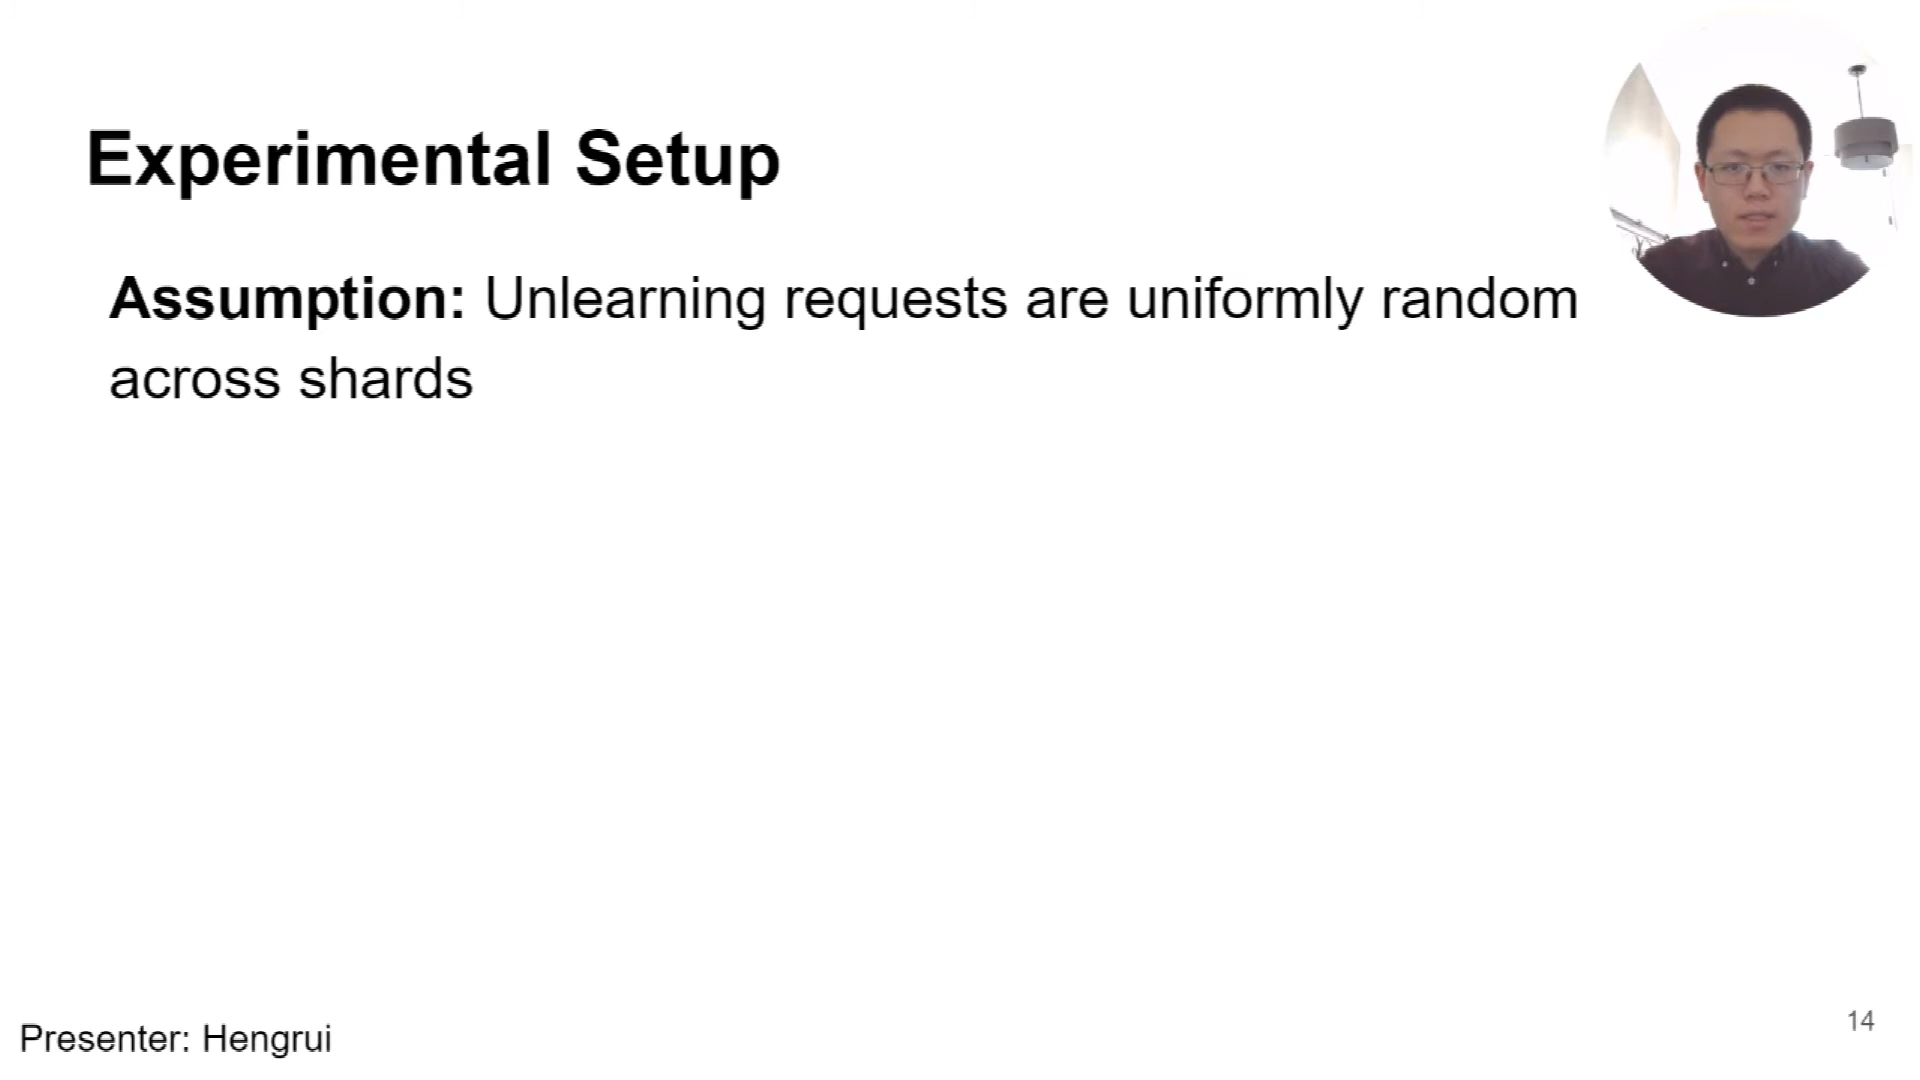 Experimental Setup
Assumption: Unlearning requests are uniformly random
across shards
Presenter: Hengrui
14